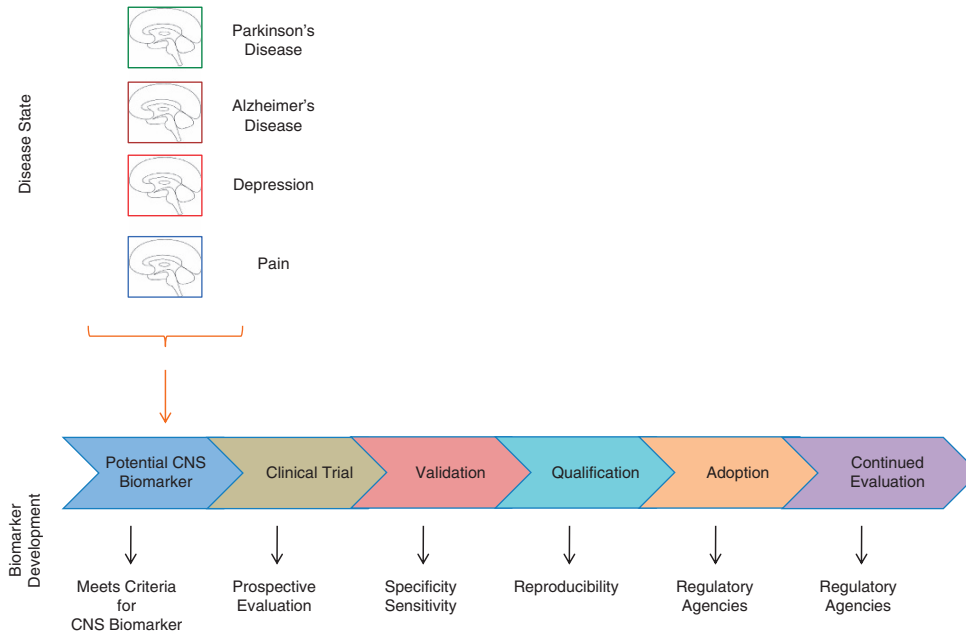 Disease State
Parkinson's
Disease
Alzheimer's
Disease
Depression
Pain
Biomarker
Development
Potential CNS
Biomarker
Clinical Trial
Validation
Qualification
Adoption
Continued
Evaluation
Meets Criteria
for
CNS Biomarker
Prospective
Evaluation
Specificity
Sensitivity
Reproducibility
Regulatory
Agencies
Regulatory
Agencies